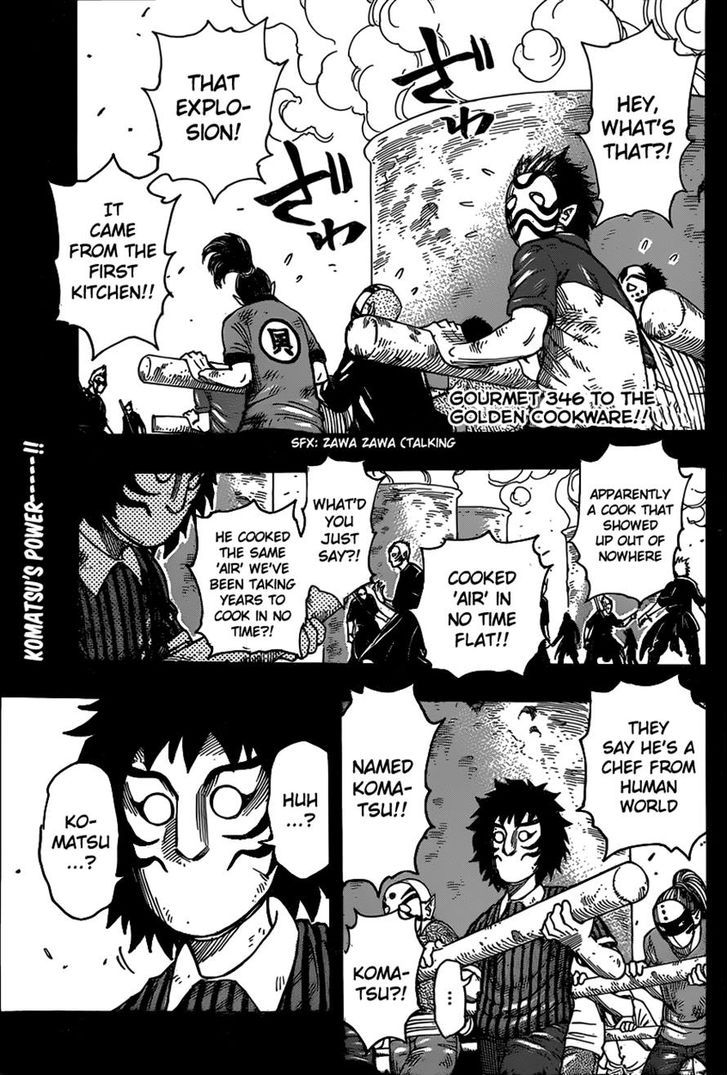 HEY,
WHAT'S
THAT?!
ざわ
ざわ
THAT
EXPLO-
SION!
IT
CAME
FROM THE
FIRST
KITCHEN!!
GOURMET 346 TO THE
GOLDEN COOKWARE!!
SFX: ZAWA ZAWA (TALKING
KOMATSU'S POWER-----!!
APPARENTLY
A COOK THAT
SHOWED
UP OUT OF
NOWHERE
COOKED
'AIR' IN
NO TIME
FLAT!!
WHAT'D
YOU
JUST
SAY?!
HE COOKED
THE SAME
'AIR' WE'VE
BEEN TAKING
YEARS TO
COOK IN NO
TIME?!
THEY
SAY HE'S A
CHEF FROM
HUMAN
WORLD
NAMED
KOMA-
TSU!!
KOMA-
TSU?!
...
HUH
...?
KO-
MATSU
...?